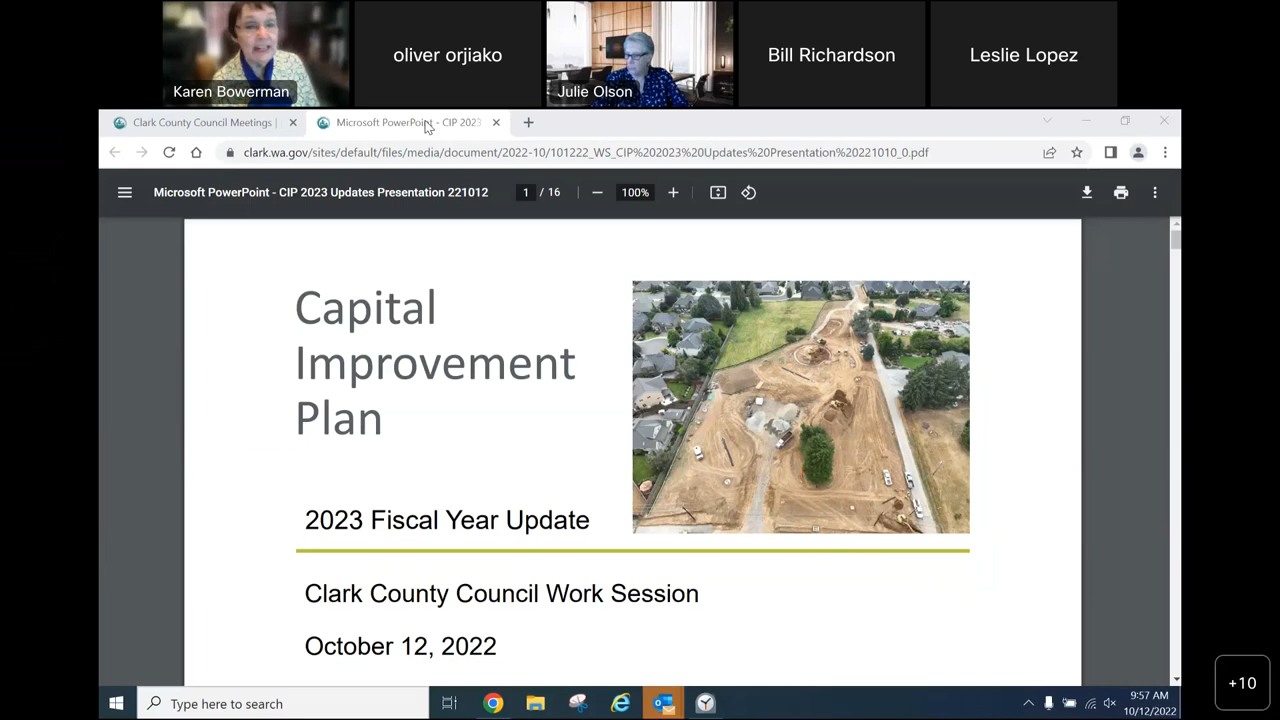 Karen Bowerman
oliver orjiako
Julie Olson
Bill Richardson
Leslie Lopez
Clark County Council Meetings |
Microsoft PowerPoint - CIP 2023
clark.wa.gov/sites/default/files/media/document/2022-10/101222_WS_CIP%202023%20Updates%20Presentation%20221010_0.pdf
Microsoft PowerPoint - CIP 2023 Updates Presentation 221012
1 / 16
100%
Capital
Improvement
Plan
2023 Fiscal Year Update
Clark County Council Work Session
October 12, 2022
+10
Type here to search
9:57 AM
10/12/2022